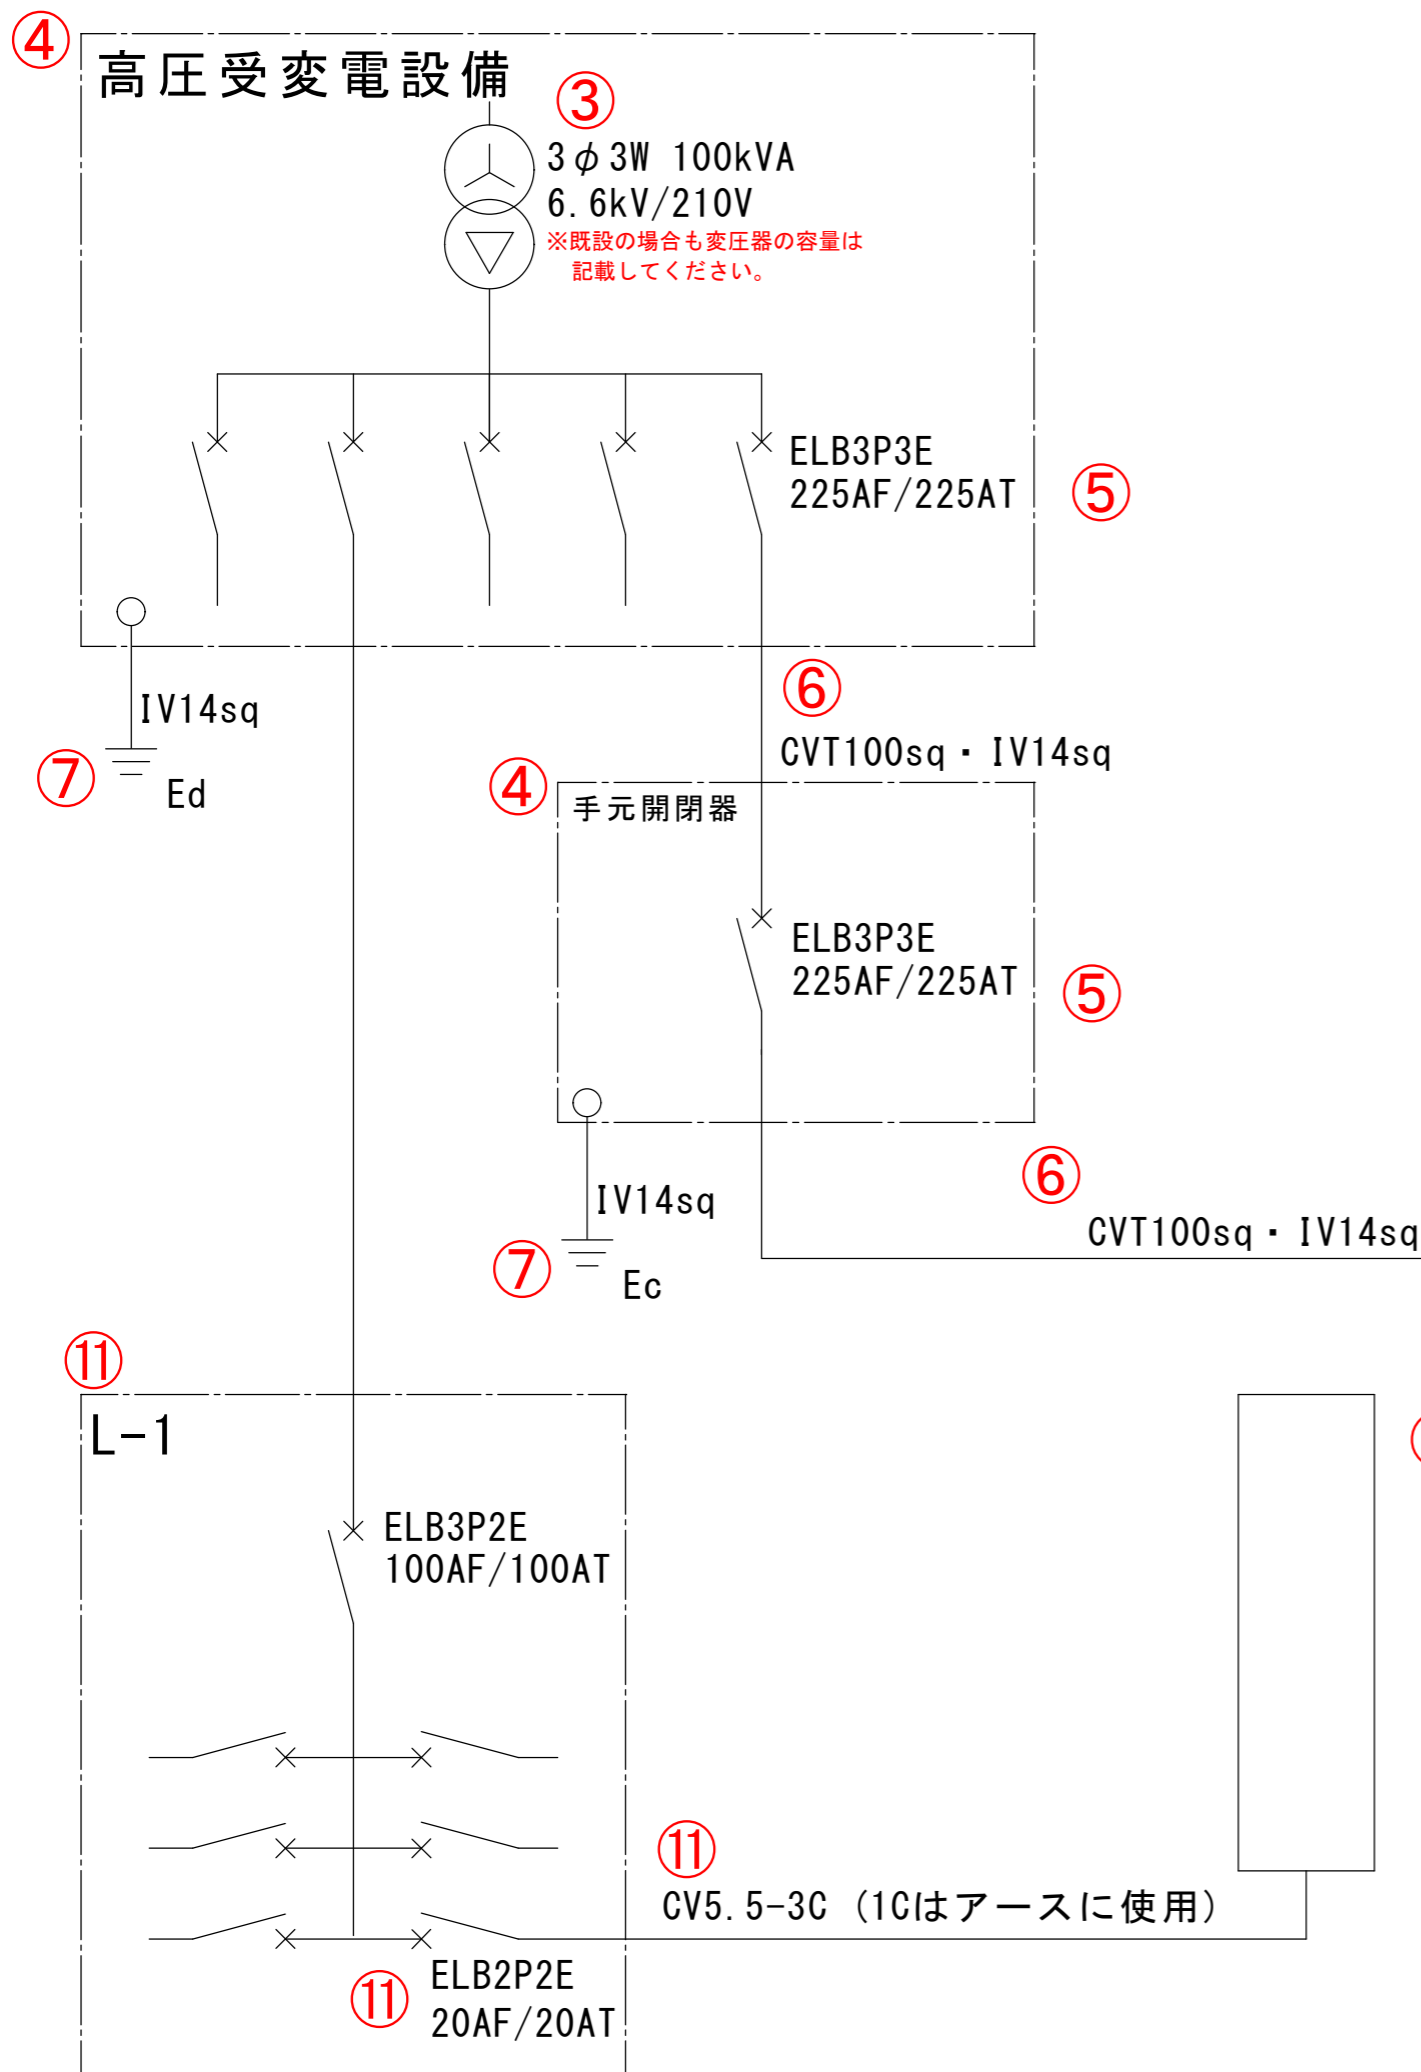 ④
高圧受変電設備
③
3φ3W 100kVA
6.6kV/210V
※既設の場合も変圧器の容量は
記載してください。
ELB3P3E
225AF/225AT
⑤
IV14sq
⑦
Ed
⑥
CVT100sq・IV14sq
④
手元開閉器
ELB3P3E
225AF/225AT
⑤
IV14sq
⑦
Ec
⑥
CVT100sq・IV14sq
⑪
L-1
ELB3P2E
100AF/100AT
⑪
CV5.5-3C (1Cはアースに使用)
⑪
ELB2P2E
20AF/20AT